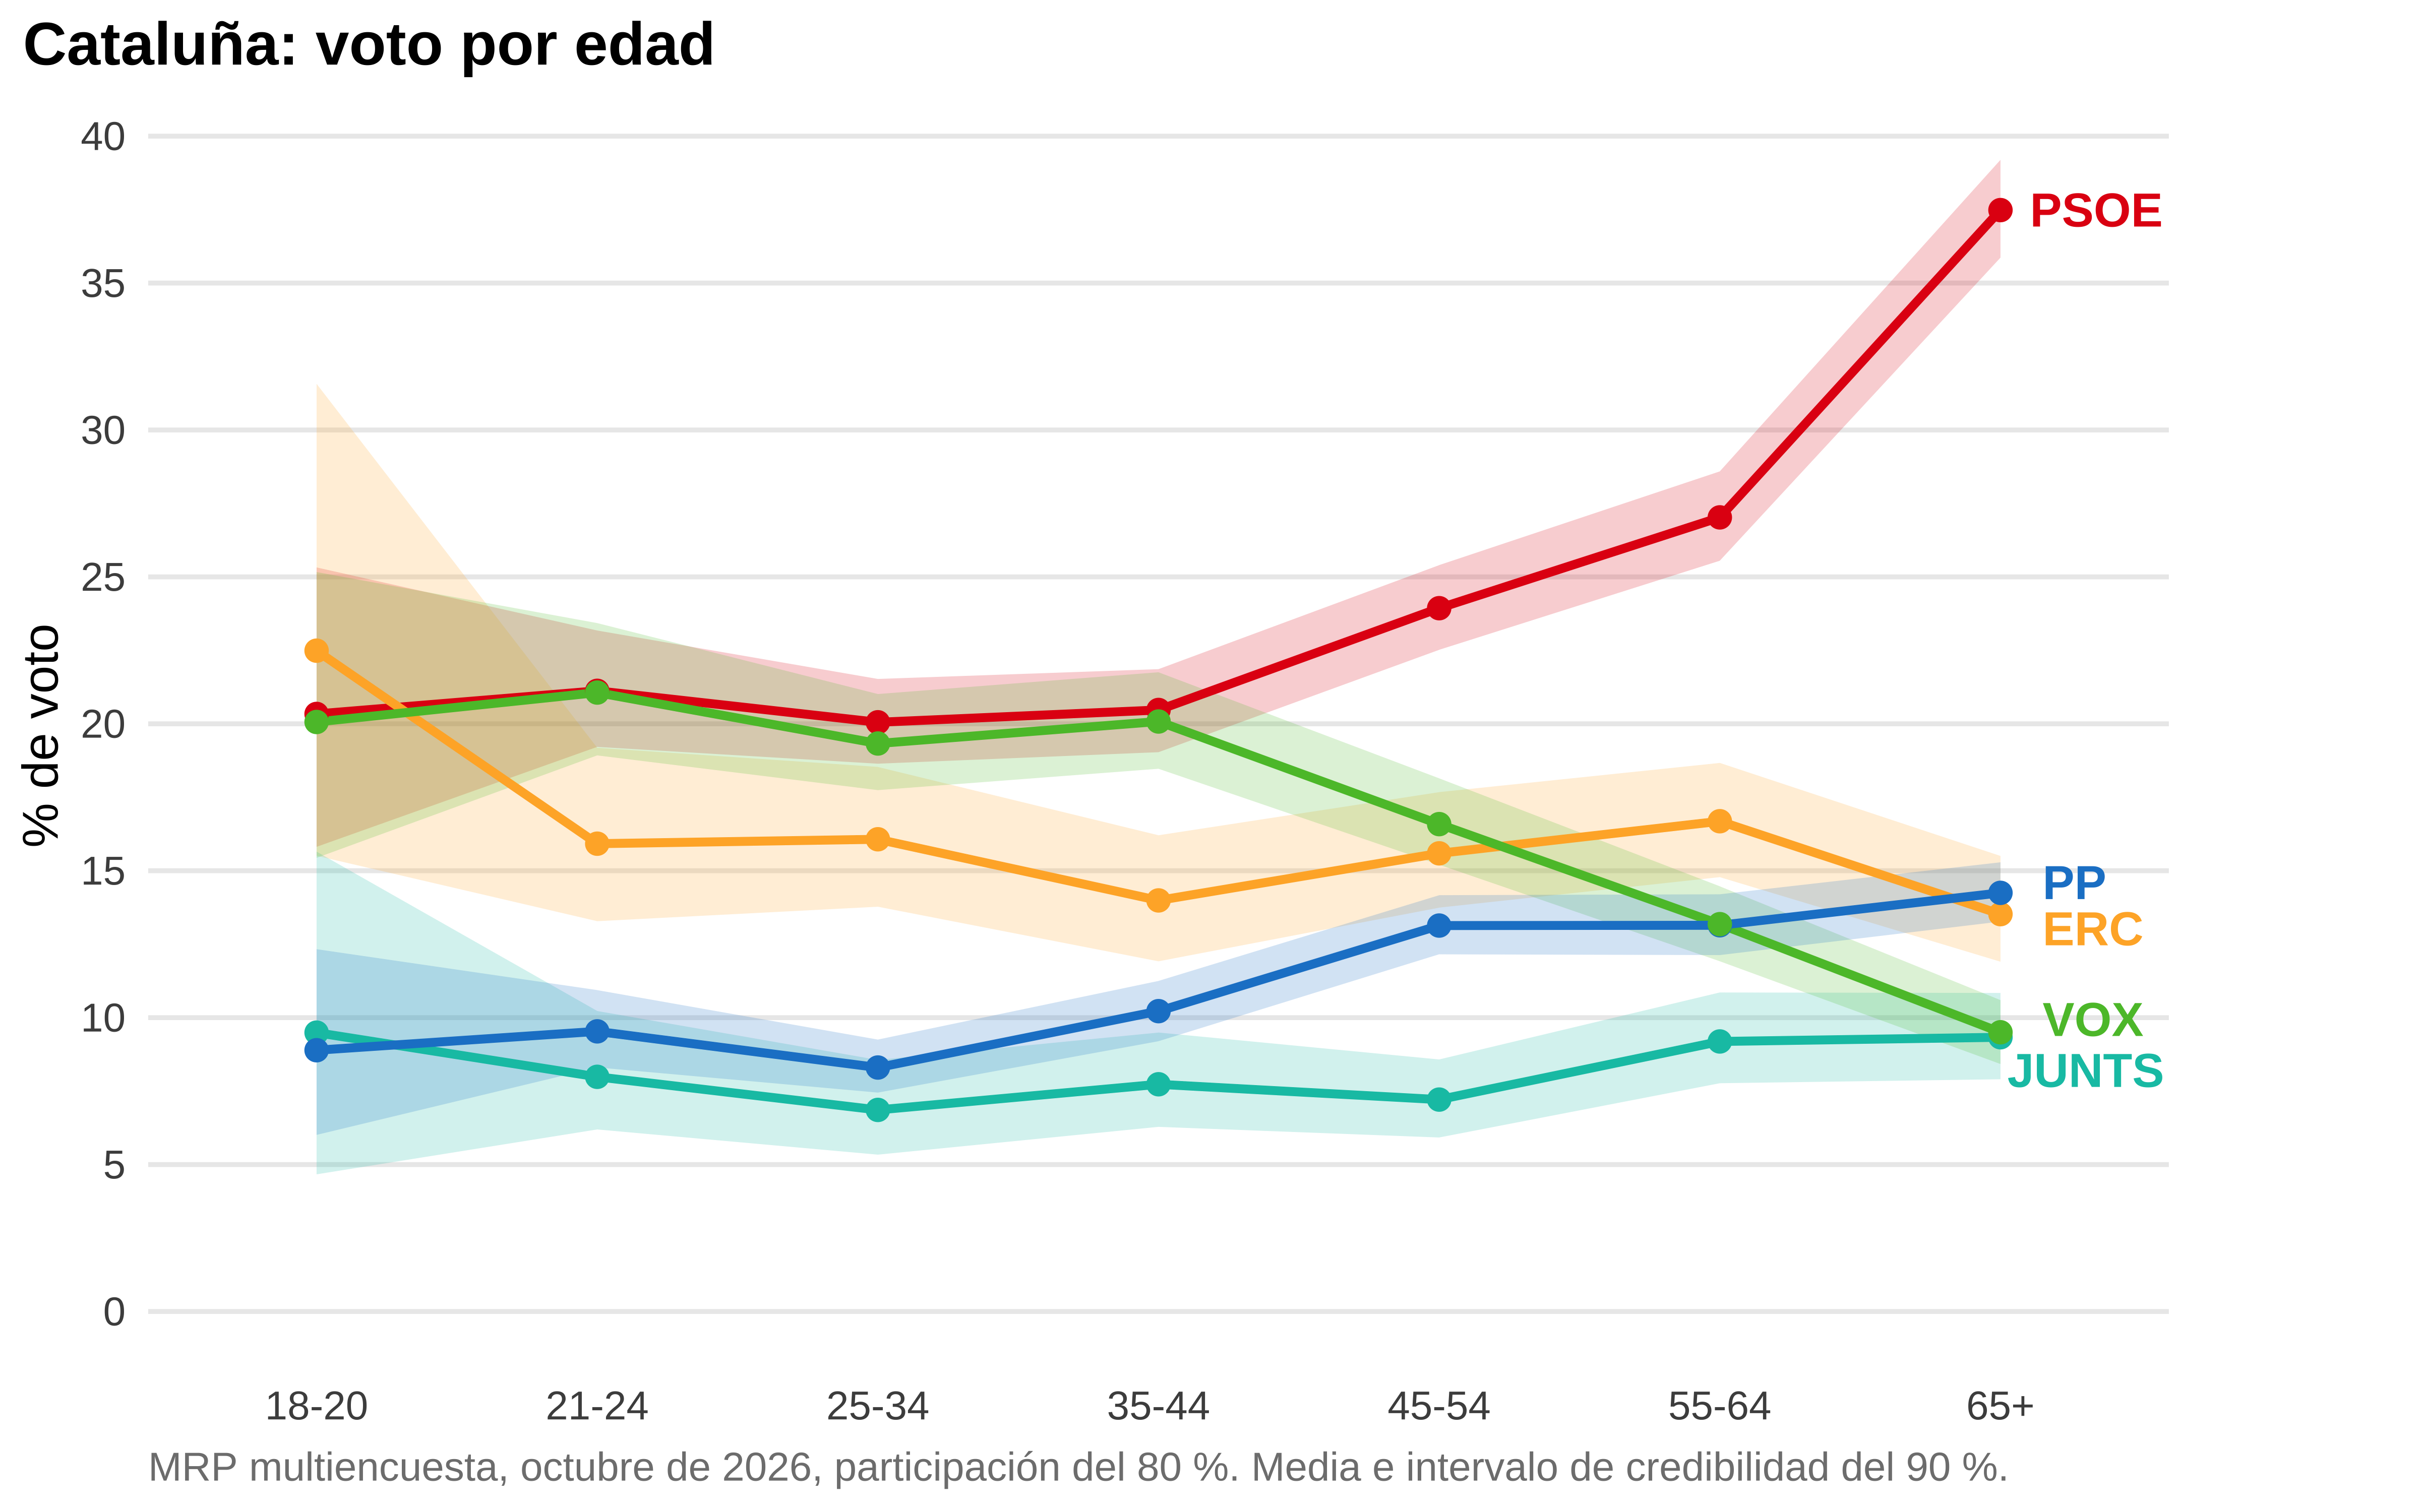 Cataluña: voto por edad
40
35
30
25
20
15
10
5
0
% de voto
PSOE
PP
ERC
VOX
JUNTS
18-20 21-24 25-34 35-44 45-54 55-64 65+
MRP multiencuesta, octubre de 2026, participación del 80 %. Media e intervalo de credibilidad del 90 %.